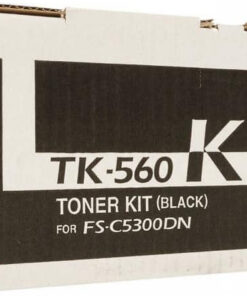 TK-560 K
TONER KIT (BLACK)
FOR FS-C5300DN